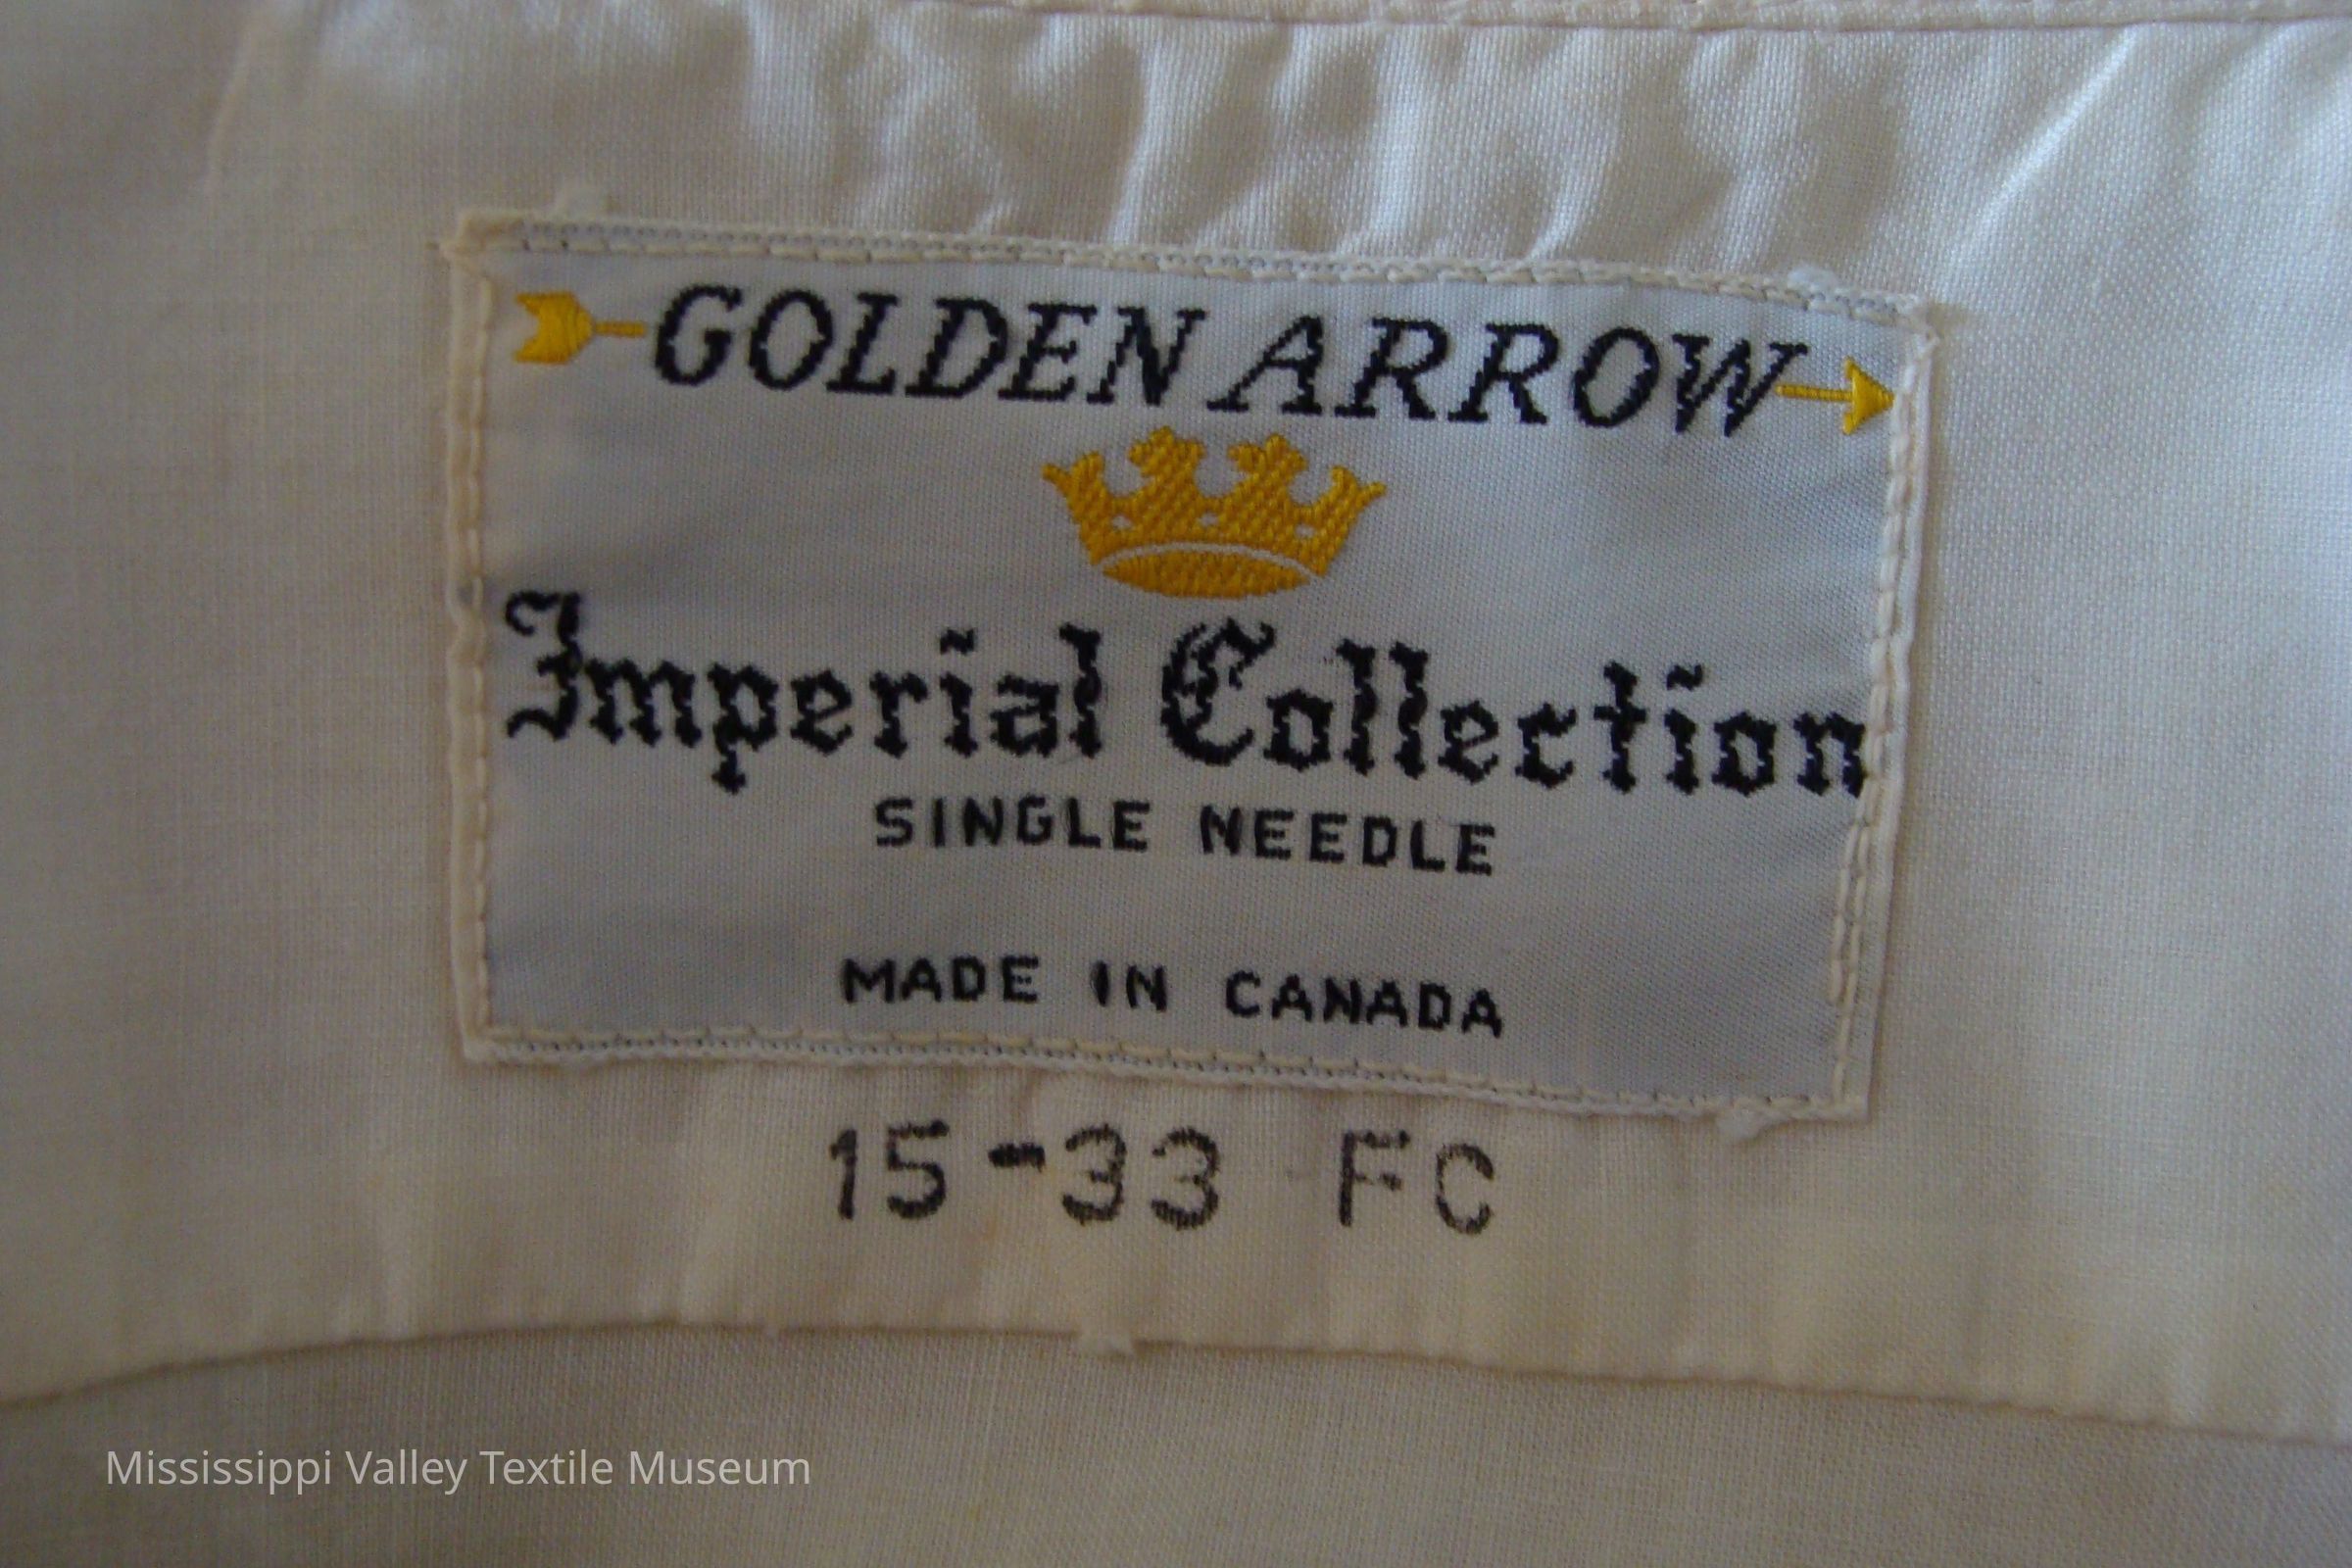 GOLDEN ARROW
Imperial Collection
SINGLE NEEDLE
MADE IN CANADA
15-33 FC
Mississippi Valley Textile Museum